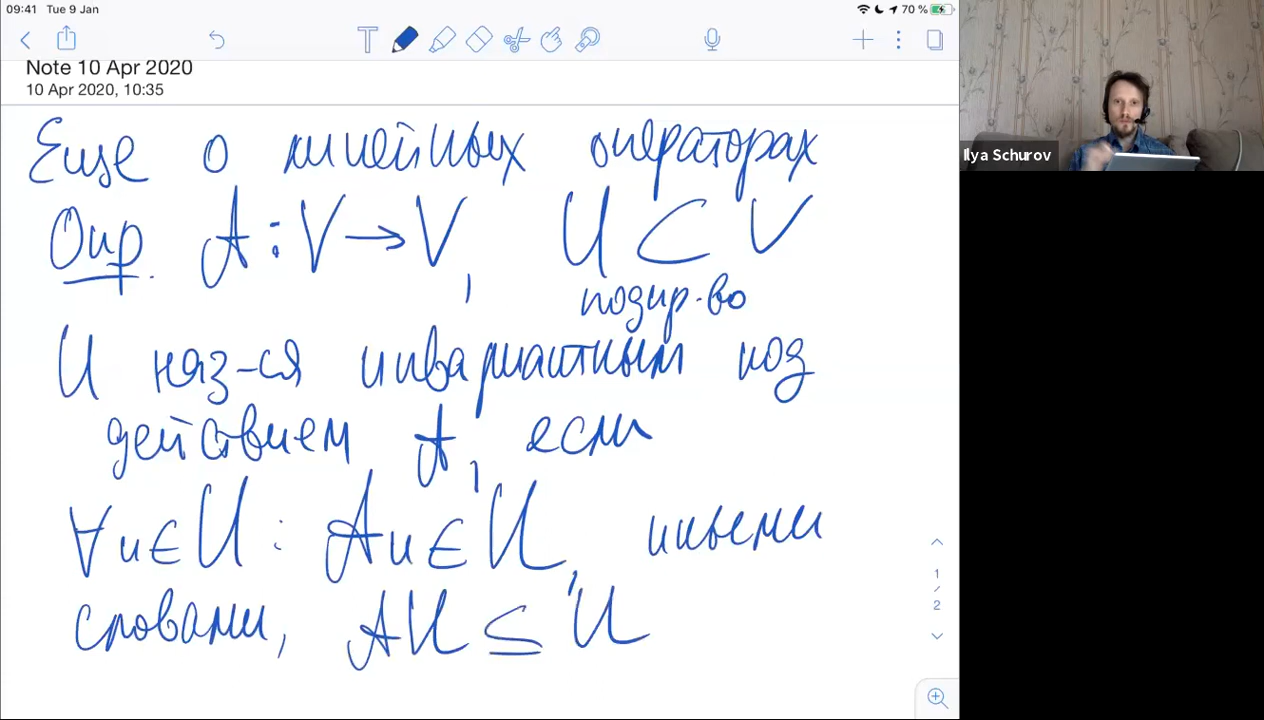 09:41 Tue 9 Jan 70 %
Note 10 Apr 2020
10 Apr 2020, 10:35
Еще о линейных операторах
Опр. A : V → V, U ⊂ V
подпр-во
U наз-ся инвариантным под
действием A, если
∀u∈U : Au∈U, иными
словами, AU ⊆ U
Ilya Schurov
1
/
2